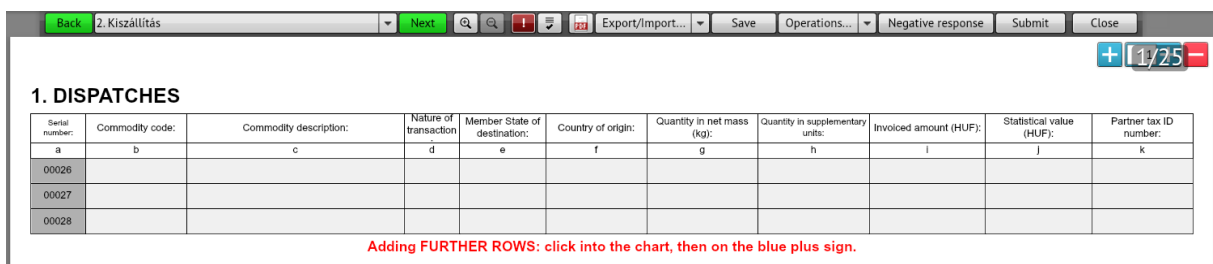 Back 2. Kiszállítás Next ! PDF Export/Import... Save Operations... Negative response Submit Close
1/25
1. DISPATCHES
Serial number: Commodity code: Commodity description: Nature of transaction Member State of destination: Country of origin: Quantity in net mass (kg): Quantity in supplementary units: Invoiced amount (HUF): Statistical value (HUF): Partner tax ID number:
a b c d e f g h i j k
00026
00027
00028
Adding FURTHER ROWS: click into the chart, then on the blue plus sign.